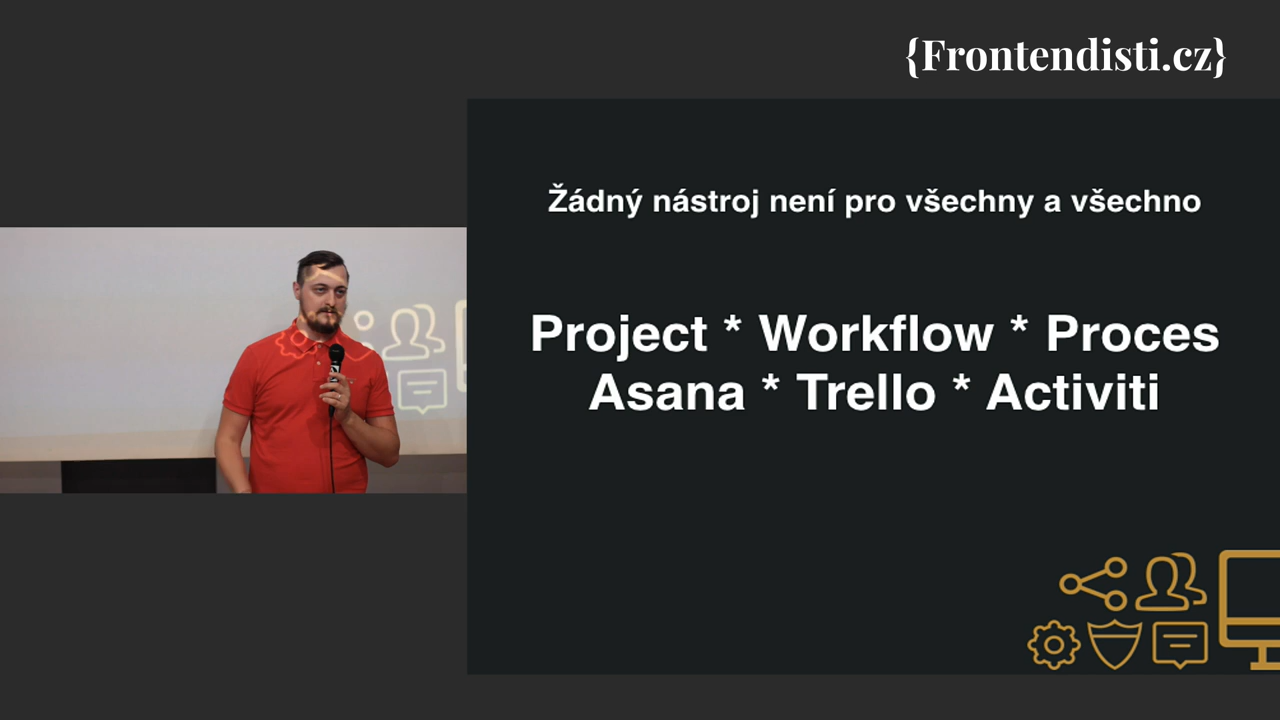 {Frontendisti.cz}
Žádný nástroj není pro všechny a všechno
Project * Workflow * Proces
Asana * Trello * Activiti